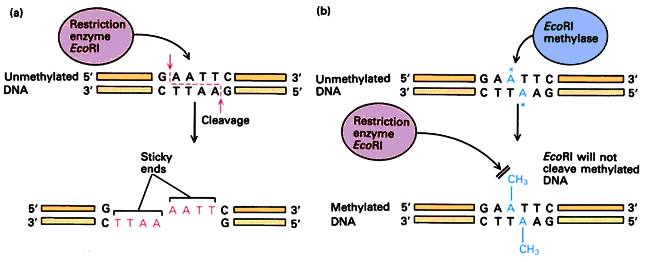 (a)
Restriction
enzyme
EcoRI
Unmethylated 5′ G A A T T C 3′
DNA 3′ C T T A A G 5′
Cleavage
Sticky
ends
5′ G A A T T C 3′
3′ C T T A A G 5′
(b)
EcoRI
methylase
Unmethylated 5′ G A A T T C 3′
DNA 3′ C T T A A G 5′
Restriction
enzyme
EcoRI
EcoRI will not
cleave methylated
DNA
CH3
Methylated 5′ G A A T T C 3′
DNA 3′ C T T A A G 5′
CH3